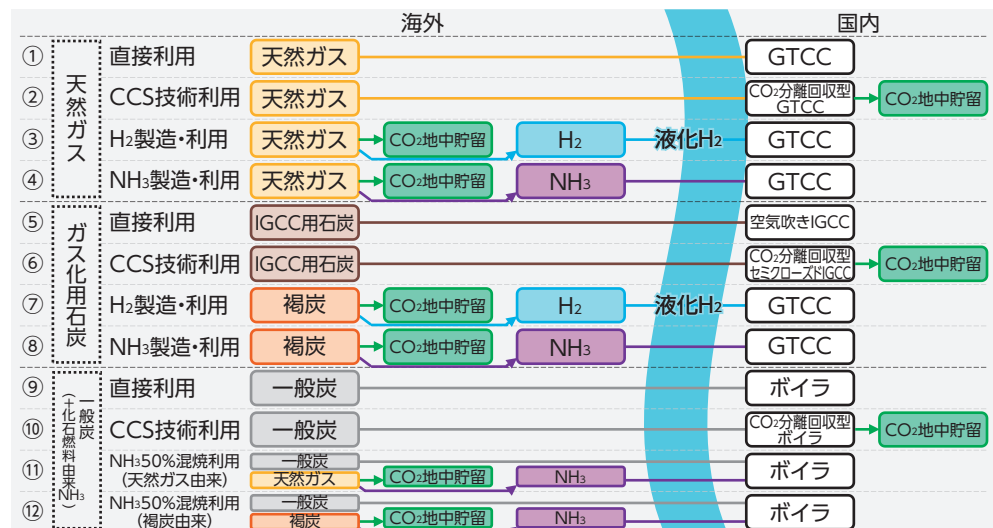 海外 国内
天然ガス
① 直接利用 天然ガス GTCC
② CCS技術利用 天然ガス CO₂分離回収型 GTCC CO₂地中貯留
③ H₂製造・利用 天然ガス CO₂地中貯留 H₂ 液化H₂ GTCC
④ NH₃製造・利用 天然ガス CO₂地中貯留 NH₃ GTCC
ガス化用石炭
⑤ 直接利用 IGCC用石炭 空気吹きIGCC
⑥ CCS技術利用 IGCC用石炭 CO₂分離回収型 セミクローズドIGCC CO₂地中貯留
⑦ H₂製造・利用 褐炭 CO₂地中貯留 H₂ 液化H₂ GTCC
⑧ NH₃製造・利用 褐炭 CO₂地中貯留 NH₃ GTCC
一般炭
(+化石燃料由来NH₃)
⑨ 直接利用 一般炭 ボイラ
⑩ CCS技術利用 一般炭 CO₂分離回収型 ボイラ CO₂地中貯留
⑪ NH₃50%混焼利用 一般炭
(天然ガス由来) 天然ガス CO₂地中貯留 NH₃ ボイラ
⑫ NH₃50%混焼利用 一般炭
(褐炭由来) 褐炭 CO₂地中貯留 NH₃ ボイラ